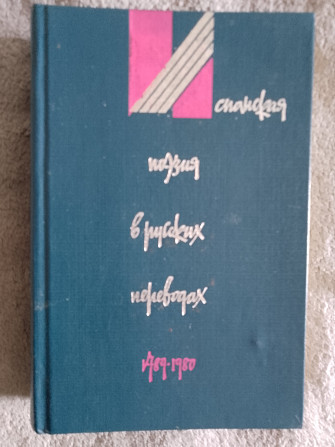 Испанская
поэзия
в русских
переводах
1789-1980